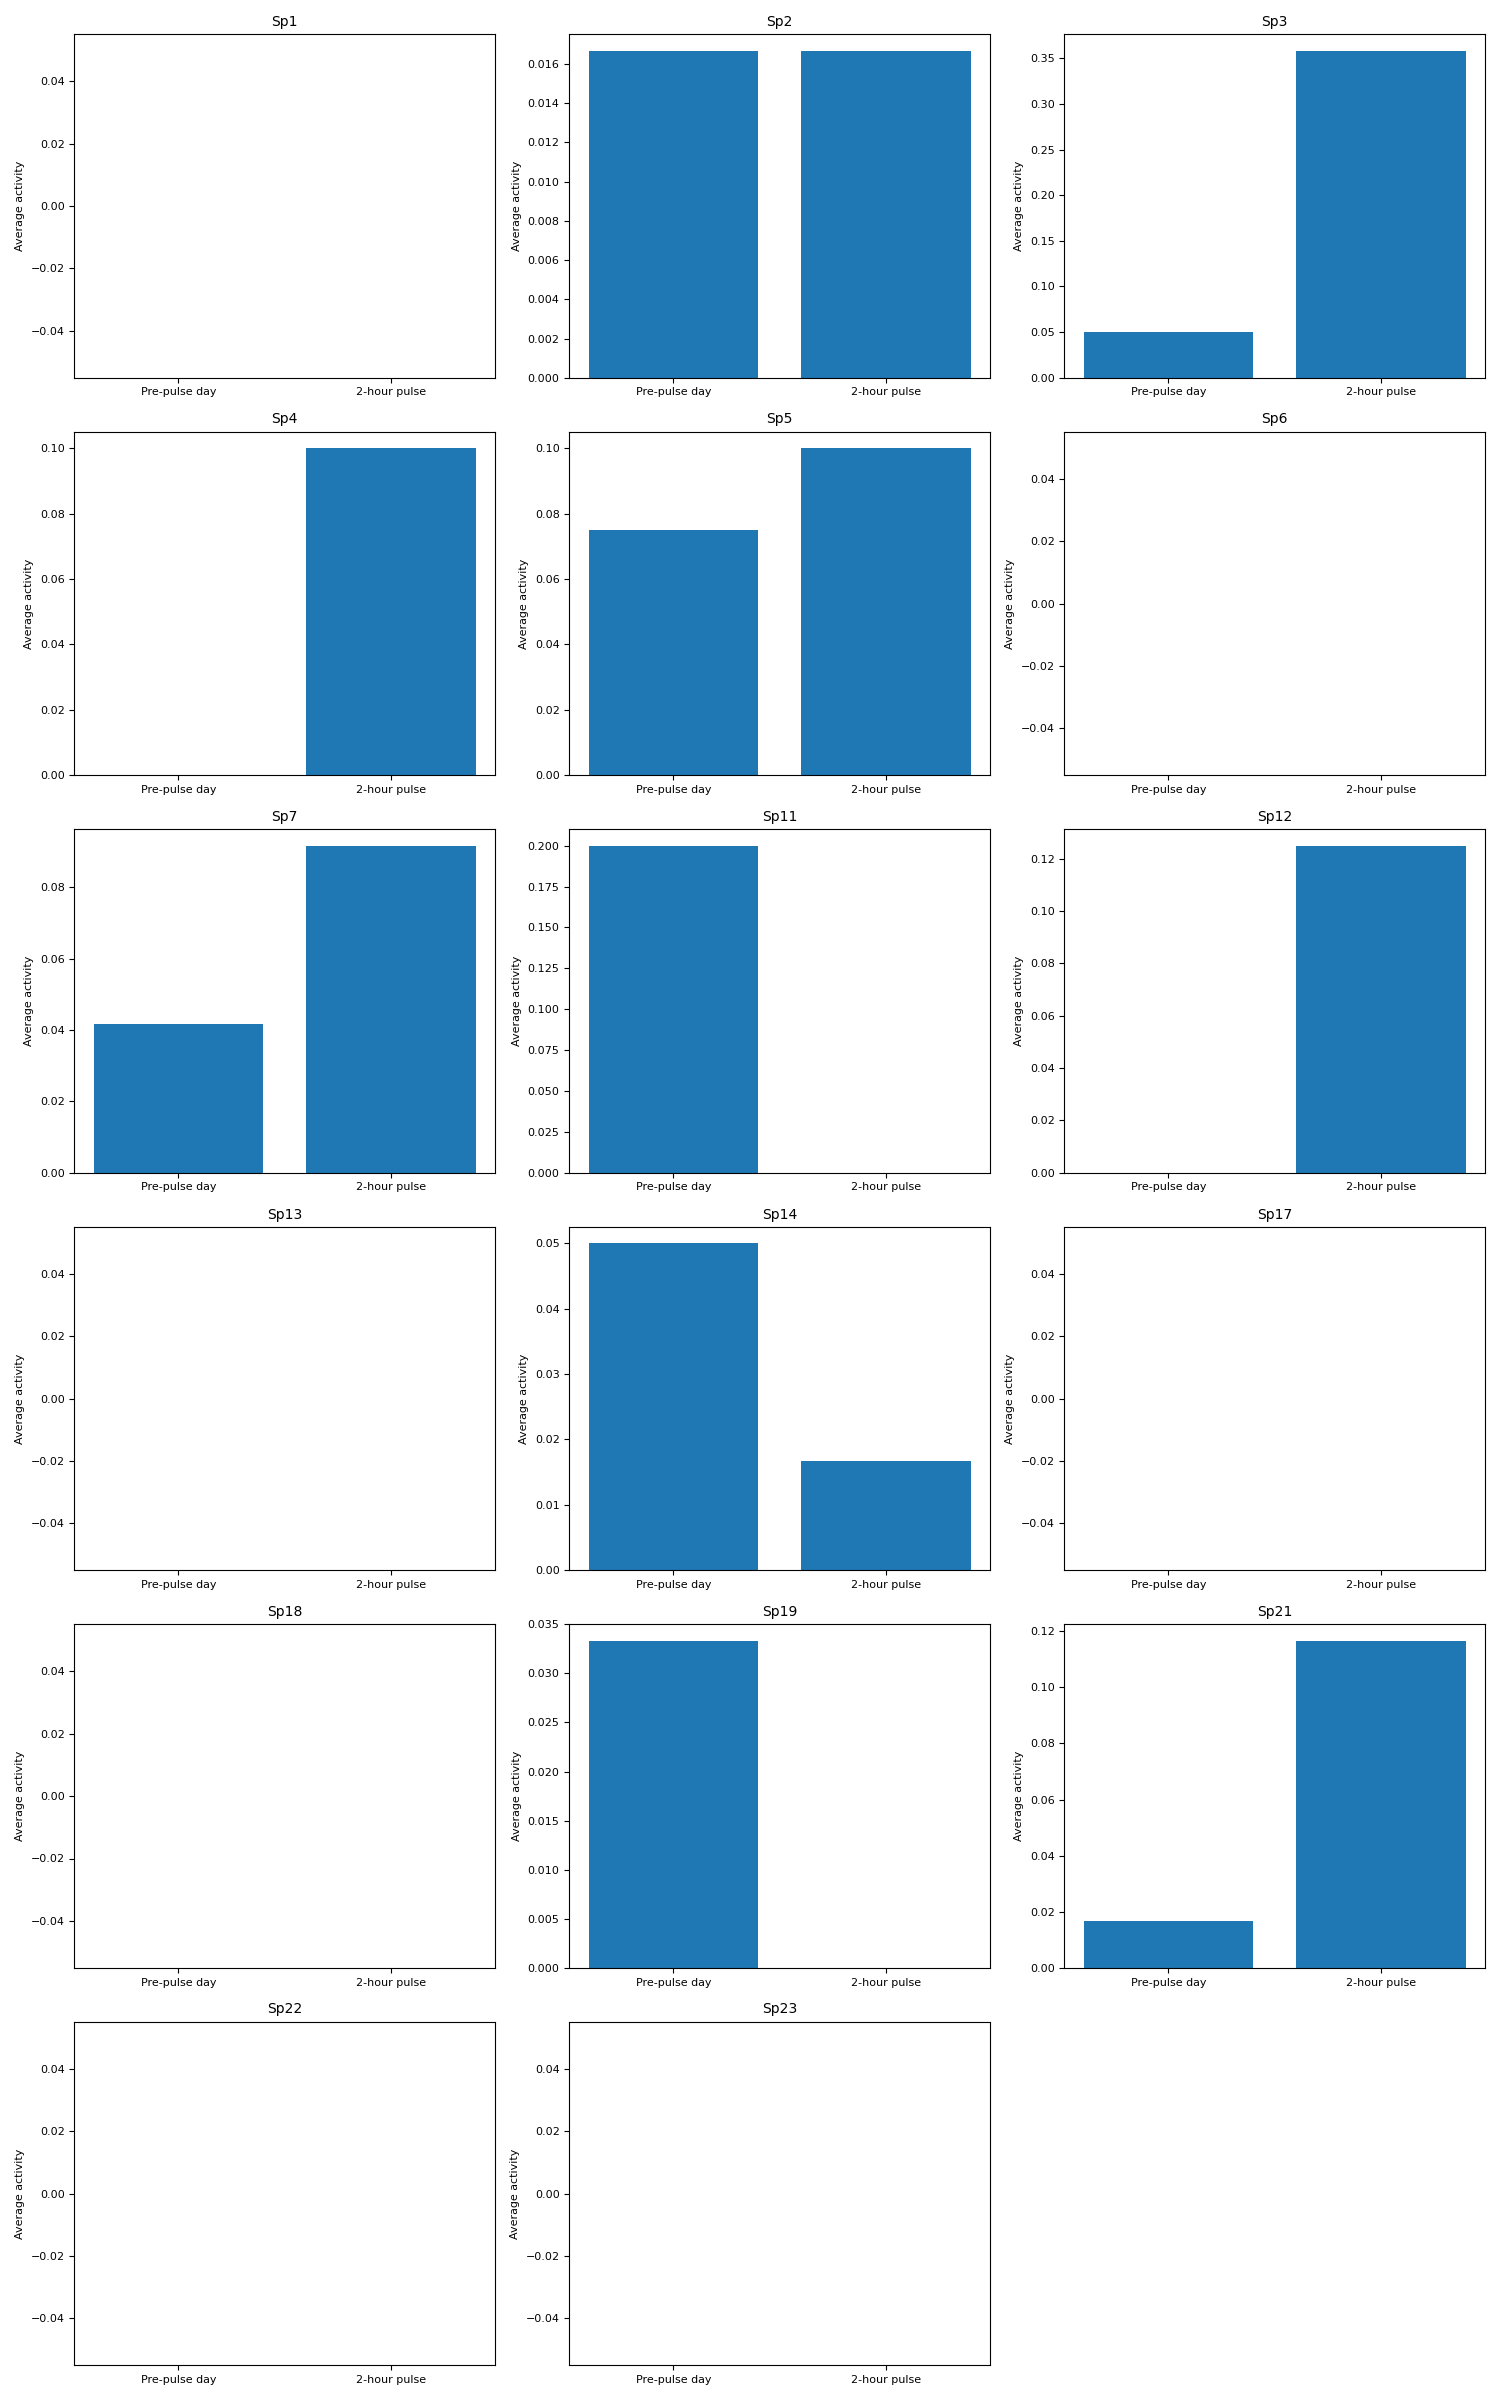 Sp1
0.04
0.02
0.00
−0.02
−0.04
Average activity
Pre-pulse day 2-hour pulse
Sp2
0.016
0.014
0.012
0.010
0.008
0.006
0.004
0.002
0.000
Average activity
Pre-pulse day 2-hour pulse
Sp3
0.35
0.30
0.25
0.20
0.15
0.10
0.05
0.00
Average activity
Pre-pulse day 2-hour pulse
Sp4
0.10
0.08
0.06
0.04
0.02
0.00
Average activity
Pre-pulse day 2-hour pulse
Sp5
0.10
0.08
0.06
0.04
0.02
0.00
Average activity
Pre-pulse day 2-hour pulse
Sp6
0.04
0.02
0.00
−0.02
−0.04
Average activity
Pre-pulse day 2-hour pulse
Sp7
0.08
0.06
0.04
0.02
0.00
Average activity
Pre-pulse day 2-hour pulse
Sp11
0.200
0.175
0.150
0.125
0.100
0.075
0.050
0.025
0.000
Average activity
Pre-pulse day 2-hour pulse
Sp12
0.12
0.10
0.08
0.06
0.04
0.02
0.00
Average activity
Pre-pulse day 2-hour pulse
Sp13
0.04
0.02
0.00
−0.02
−0.04
Average activity
Pre-pulse day 2-hour pulse
Sp14
0.05
0.04
0.03
0.02
0.01
0.00
Average activity
Pre-pulse day 2-hour pulse
Sp17
0.04
0.02
0.00
−0.02
−0.04
Average activity
Pre-pulse day 2-hour pulse
Sp18
0.04
0.02
0.00
−0.02
−0.04
Average activity
Pre-pulse day 2-hour pulse
Sp19
0.035
0.030
0.025
0.020
0.015
0.010
0.005
0.000
Average activity
Pre-pulse day 2-hour pulse
Sp21
0.12
0.10
0.08
0.06
0.04
0.02
0.00
Average activity
Pre-pulse day 2-hour pulse
Sp22
0.04
0.02
0.00
−0.02
−0.04
Average activity
Pre-pulse day 2-hour pulse
Sp23
0.04
0.02
0.00
−0.02
−0.04
Average activity
Pre-pulse day 2-hour pulse